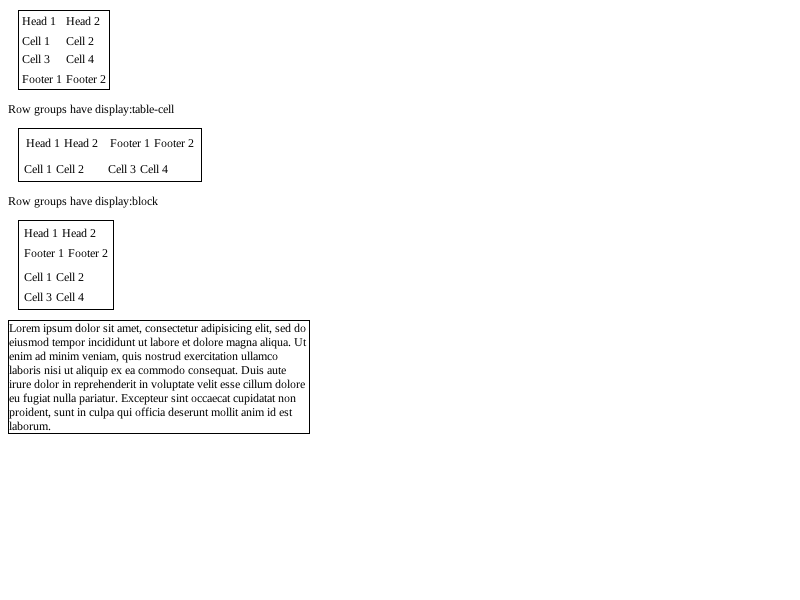 Head 1 Head 2
Cell 1 Cell 2
Cell 3 Cell 4
Footer 1 Footer 2
Row groups have display:table-cell
Head 1 Head 2 Footer 1 Footer 2
Cell 1 Cell 2 Cell 3 Cell 4
Row groups have display:block
Head 1 Head 2
Footer 1 Footer 2
Cell 1 Cell 2
Cell 3 Cell 4
Lorem ipsum dolor sit amet, consectetur adipisicing elit, sed do
eiusmod tempor incididunt ut labore et dolore magna aliqua. Ut
enim ad minim veniam, quis nostrud exercitation ullamco
laboris nisi ut aliquip ex ea commodo consequat. Duis aute
irure dolor in reprehenderit in voluptate velit esse cillum dolore
eu fugiat nulla pariatur. Excepteur sint occaecat cupidatat non
proident, sunt in culpa qui officia deserunt mollit anim id est
laborum.